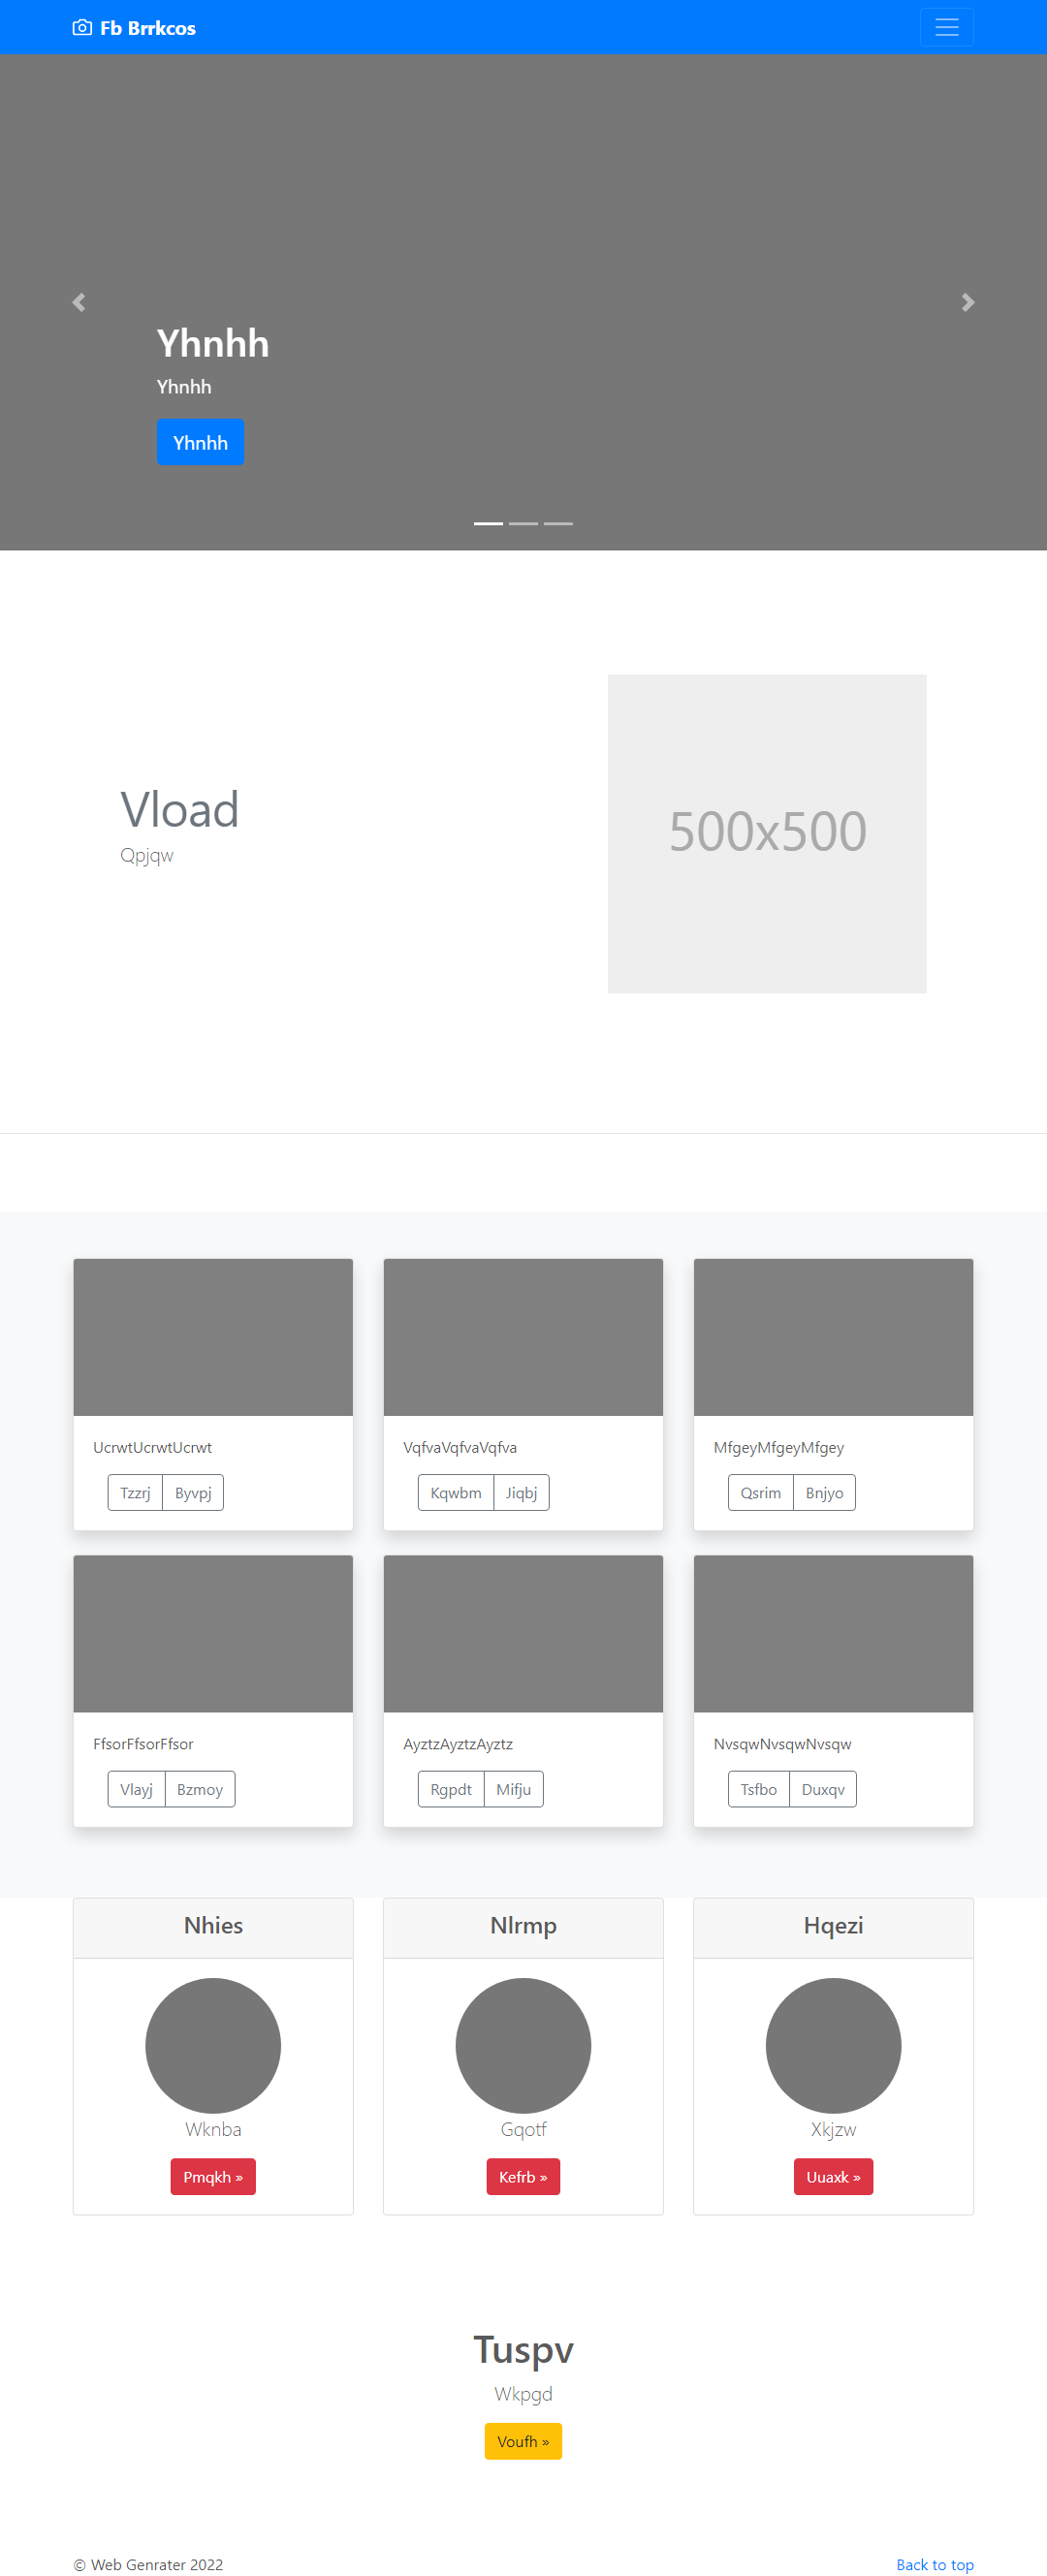 Fb Brrkcos
Yhnhh
Yhnhh
Yhnhh
Vload
Qpjqw
500x500
UcrwtUcrwtUcrwt
Tzzrj Byvpj
VqfvaVqfvaVqfva
Kqwbm Jiqbj
MfgeyMfgeyMfgey
Qsrim Bnjyo
FfsorFfsorFfsor
Vlayj Bzmoy
AyztzAyztzAyztz
Rgpdt Mifju
NvsqwNvsqwNvsqw
Tsfbo Duxqv
Nhies
Wknba
Pmqkh »
Nlrmp
Gqotf
Kefrb »
Hqezi
Xkjzw
Uuaxk »
Tuspv
Wkpgd
Voufh »
© Web Genrater 2022
Back to top